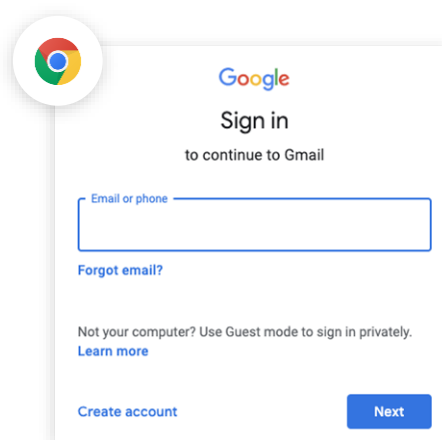 Google
Sign in
to continue to Gmail
Email or phone
Forgot email?
Not your computer? Use Guest mode to sign in privately.
Learn more
Create account
Next